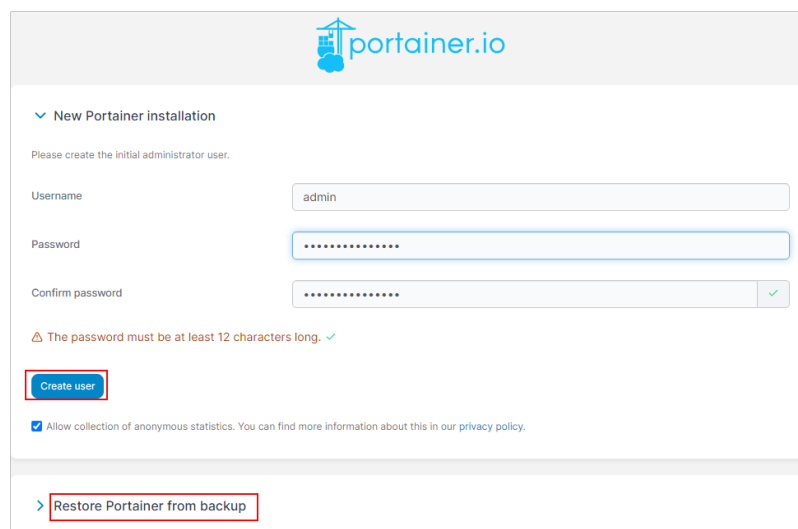 portainer.io
New Portainer installation
Please create the initial administrator user.
Username
admin
Password
•••••••••••••••
Confirm password
•••••••••••••••
The password must be at least 12 characters long.
Create user
Allow collection of anonymous statistics. You can find more information about this in our privacy policy.
Restore Portainer from backup